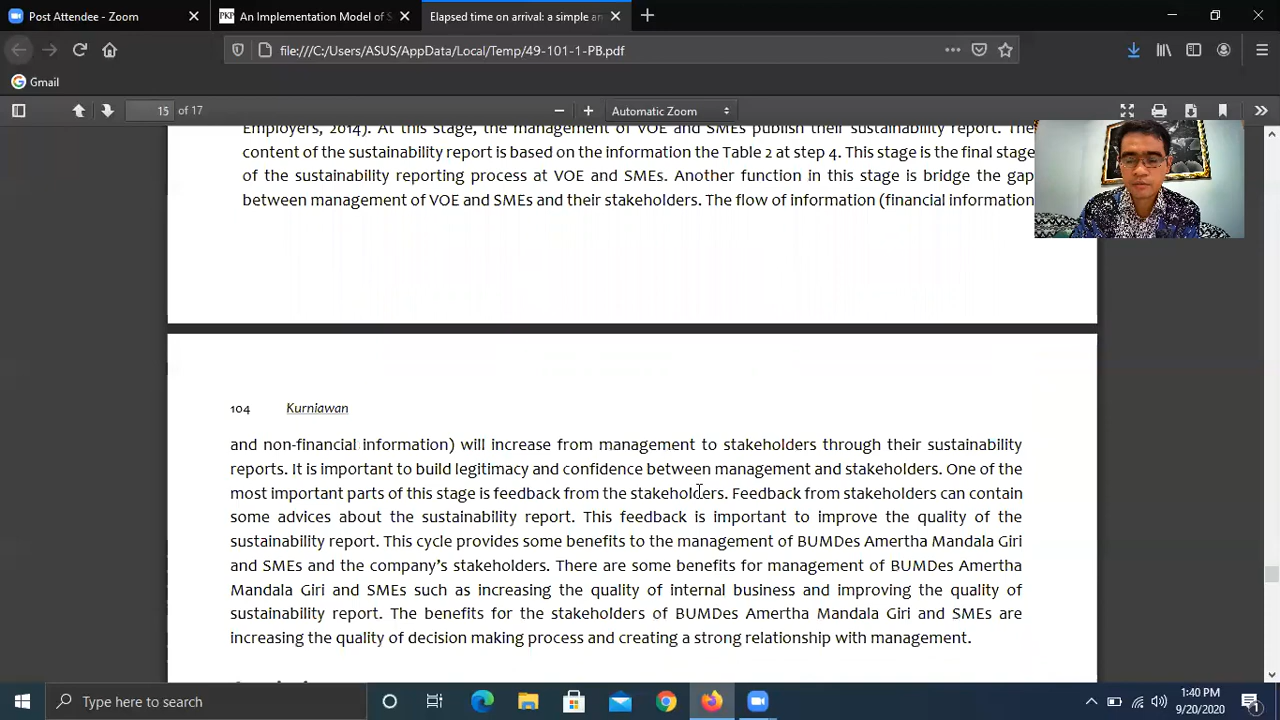 Post Attendee - Zoom
An Implementation Model of S
Elapsed time on arrival: a simple an
file:///C:/Users/ASUS/AppData/Local/Temp/49-101-1-PB.pdf
Gmail
15 of 17
Automatic Zoom
Employers, 2014). At this stage, the management of VOE and SMEs publish their sustainability report. The
content of the sustainability report is based on the information the Table 2 at step 4. This stage is the final stage
of the sustainability reporting process at VOE and SMEs. Another function in this stage is bridge the gap
between management of VOE and SMEs and their stakeholders. The flow of information (financial information
104 Kurniawan
and non-financial information) will increase from management to stakeholders through their sustainability
reports. It is important to build legitimacy and confidence between management and stakeholders. One of the
most important parts of this stage is feedback from the stakeholders. Feedback from stakeholders can contain
some advices about the sustainability report. This feedback is important to improve the quality of the
sustainability report. This cycle provides some benefits to the management of BUMDes Amertha Mandala Giri
and SMEs and the company's stakeholders. There are some benefits for management of BUMDes Amertha
Mandala Giri and SMEs such as increasing the quality of internal business and improving the quality of
sustainability report. The benefits for the stakeholders of BUMDes Amertha Mandala Giri and SMEs are
increasing the quality of decision making process and creating a strong relationship with management.
Type here to search
1:40 PM
9/20/2020